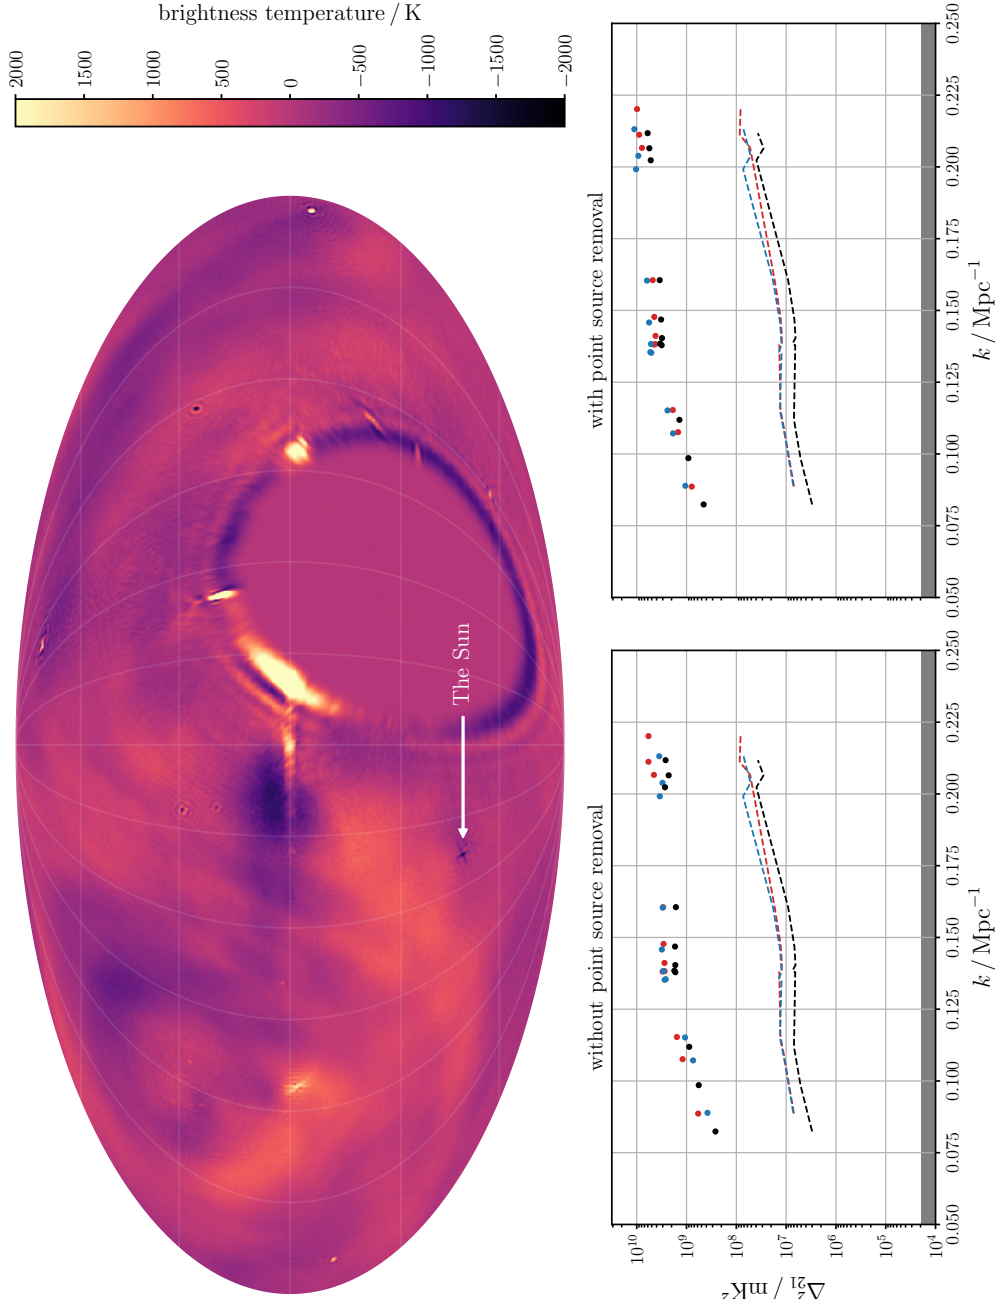 brightness temperature / K
2000
1500
1000
500
0
−500
−1000
−1500
−2000
The Sun
without point source removal
Δ²₂₁ / mK²
10¹⁰
10⁹
10⁸
10⁷
10⁶
10⁵
10⁴
0.050 0.075 0.100 0.125 0.150 0.175 0.200 0.225 0.250
k / Mpc⁻¹
with point source removal
0.050 0.075 0.100 0.125 0.150 0.175 0.200 0.225 0.250
k / Mpc⁻¹